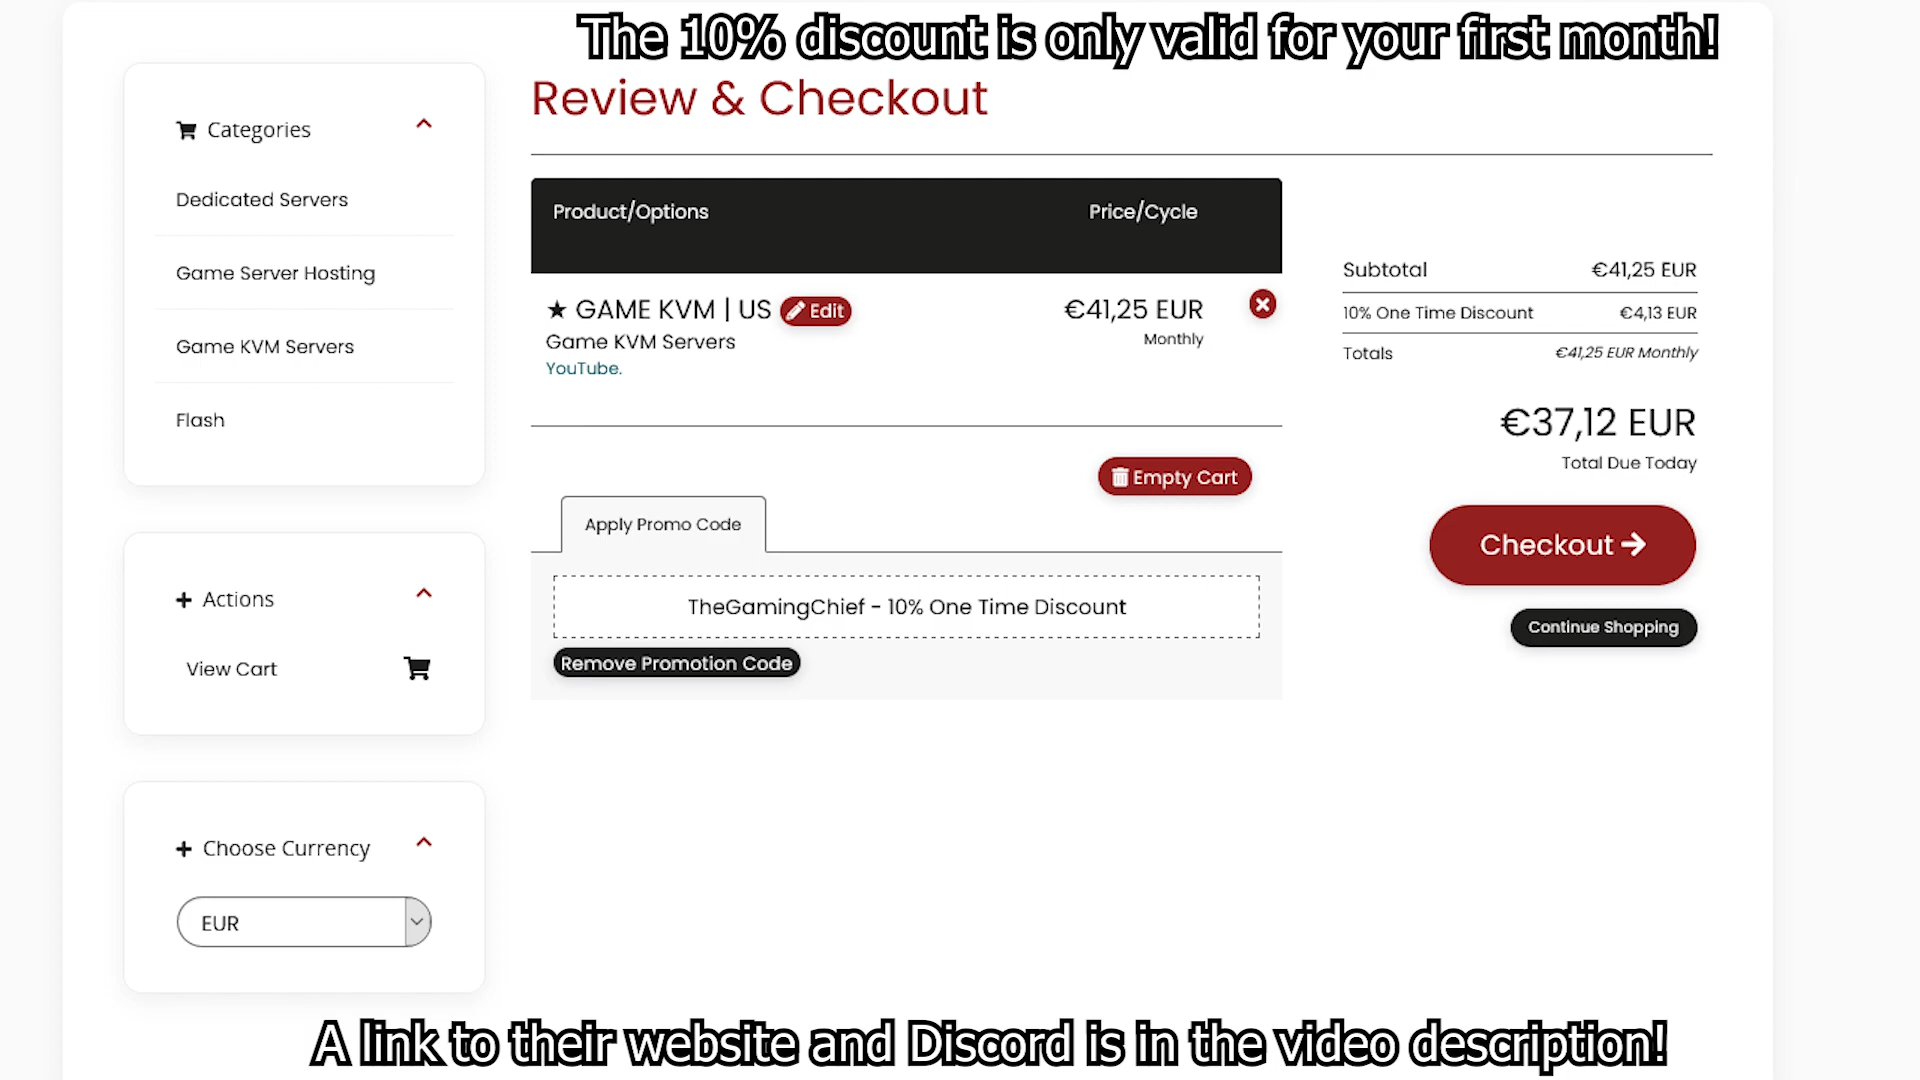 The 10% discount is only valid for your first month!
Review & Checkout
Categories
Dedicated Servers
Game Server Hosting
Game KVM Servers
Flash
Actions
View Cart
Choose Currency
EUR
Product/Options Price/Cycle
★ GAME KVM | US Edit €41,25 EUR
Game KVM Servers Monthly
YouTube.
Empty Cart
Apply Promo Code
TheGamingChief - 10% One Time Discount
Remove Promotion Code
Subtotal €41,25 EUR
10% One Time Discount €4,13 EUR
Totals €41,25 EUR Monthly
€37,12 EUR
Total Due Today
Checkout
Continue Shopping
A link to their website and Discord is in the video description!